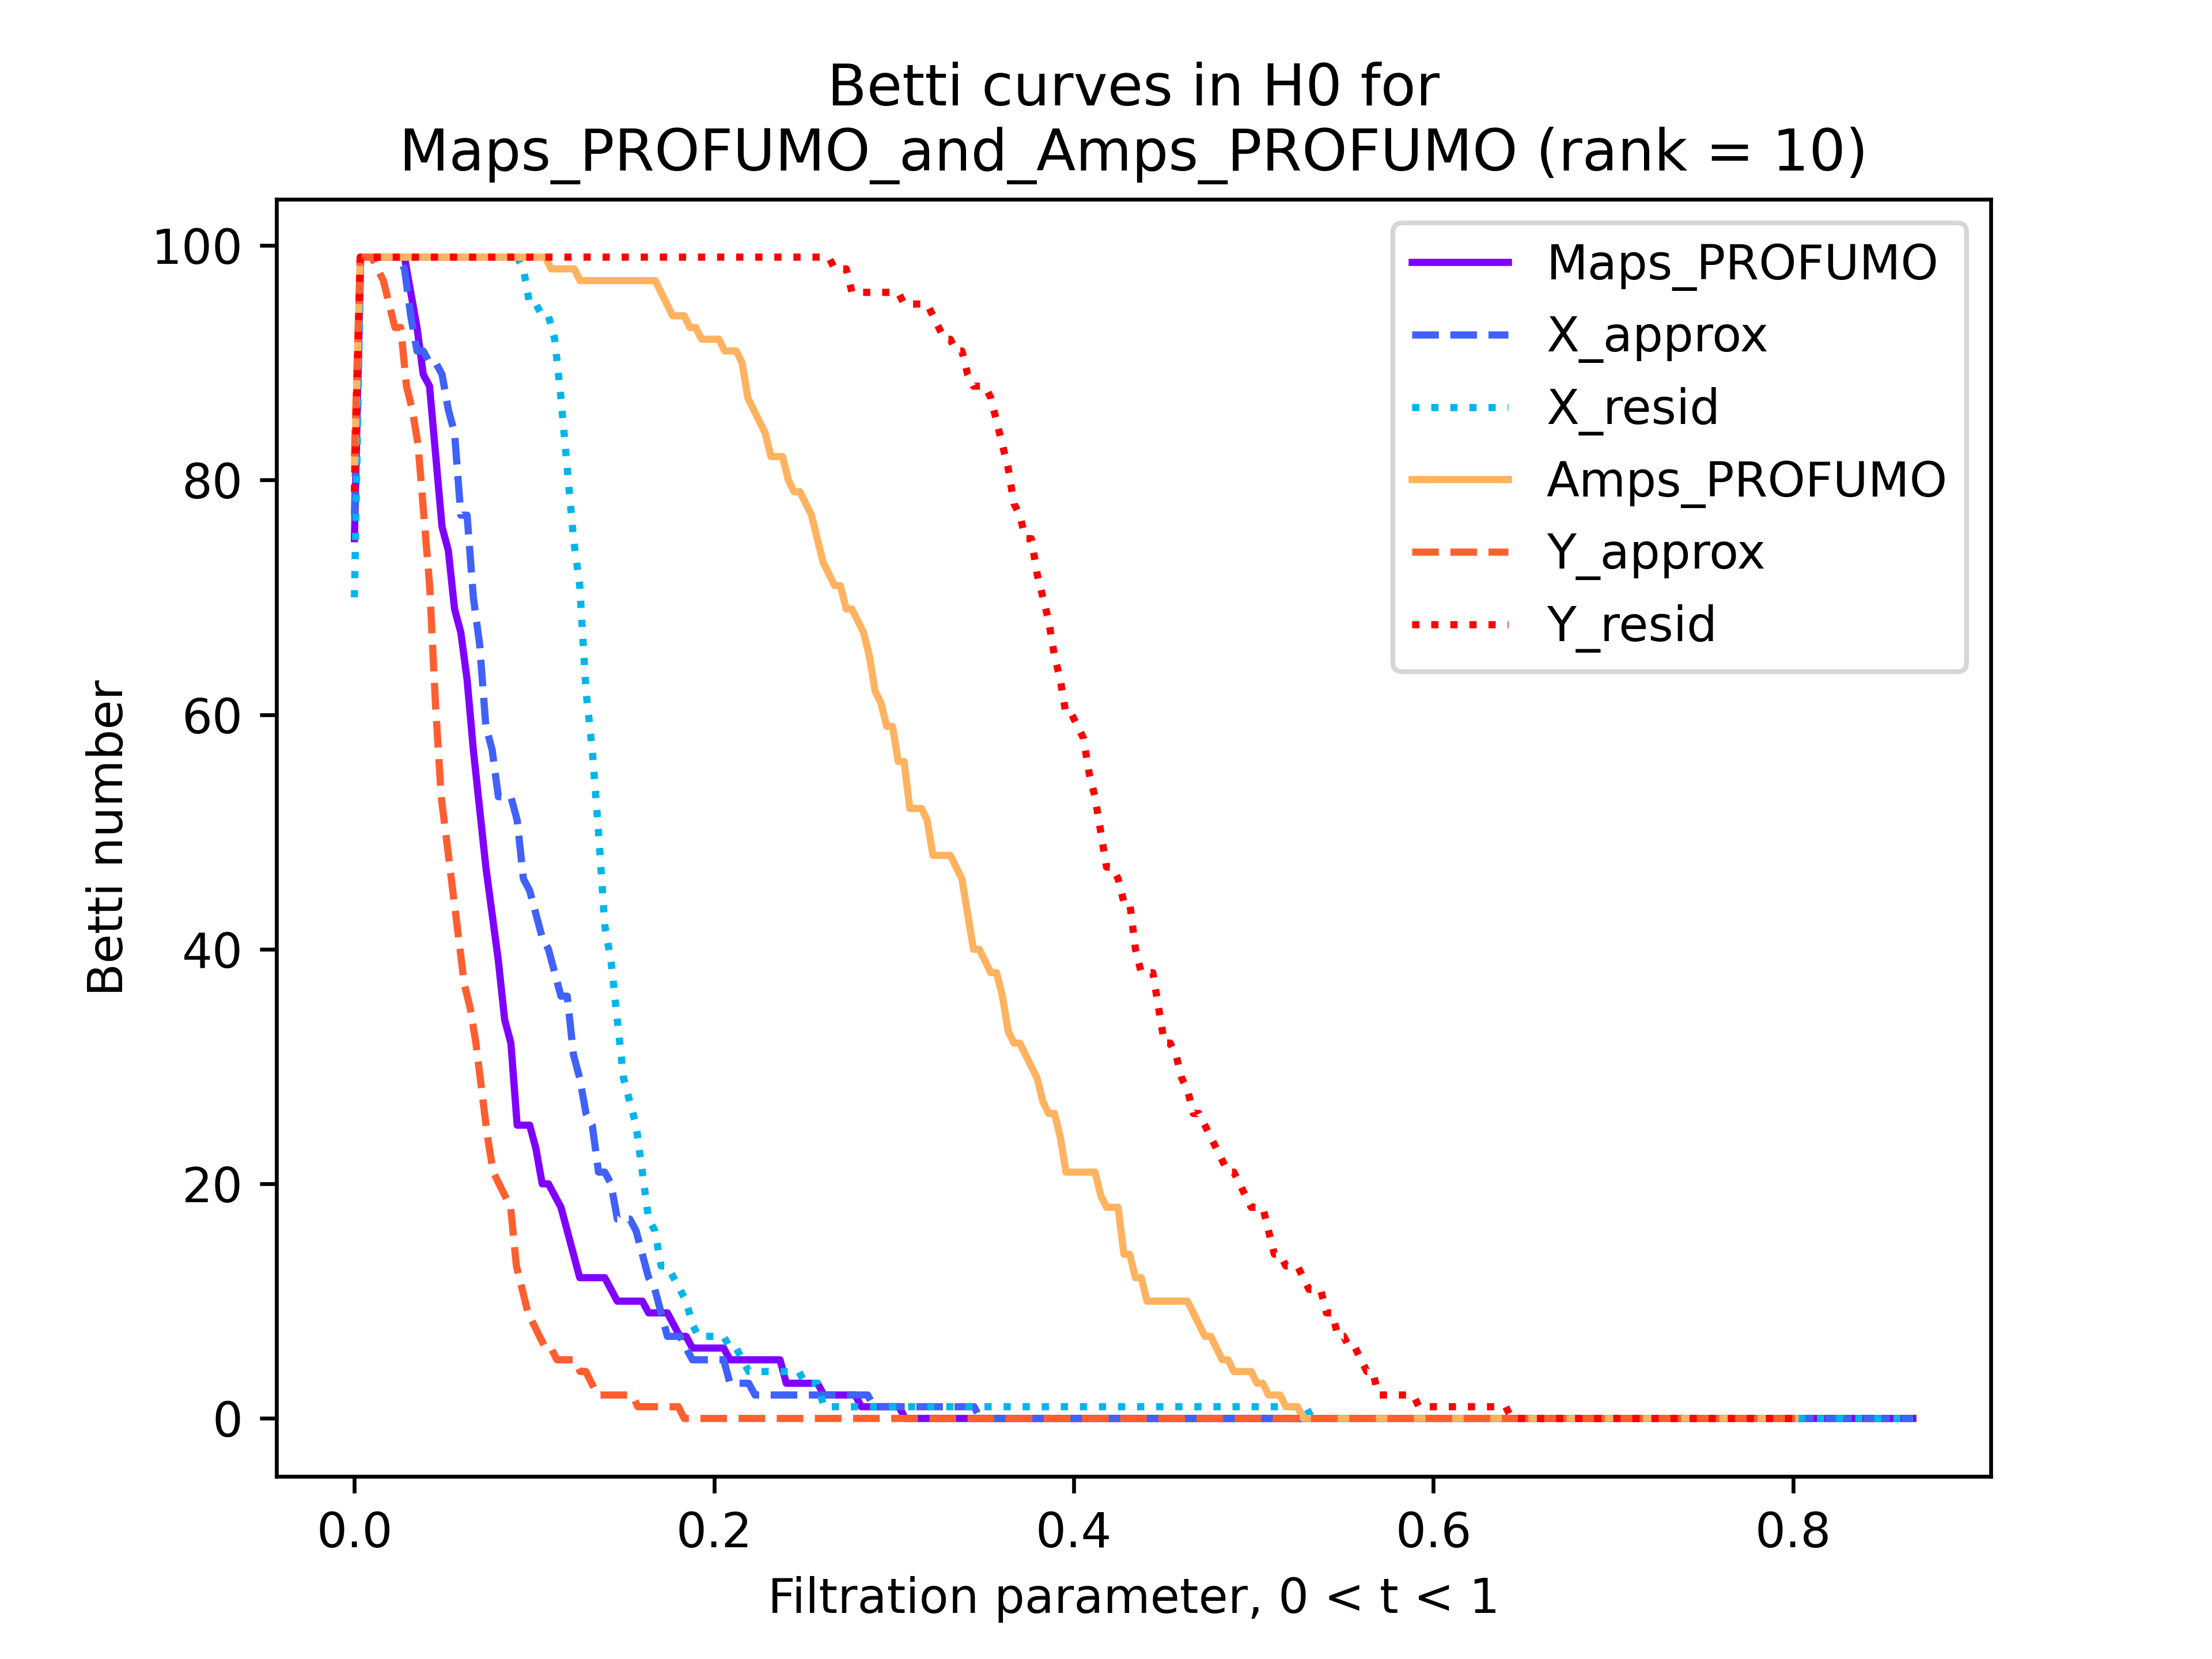 Betti curves in H0 for
Maps_PROFUMO_and_Amps_PROFUMO (rank = 10)
Maps_PROFUMO
X_approx
X_resid
Amps_PROFUMO
Y_approx
Y_resid
Betti number
100
80
60
40
20
0
0.0 0.2 0.4 0.6 0.8
Filtration parameter, 0 < t < 1